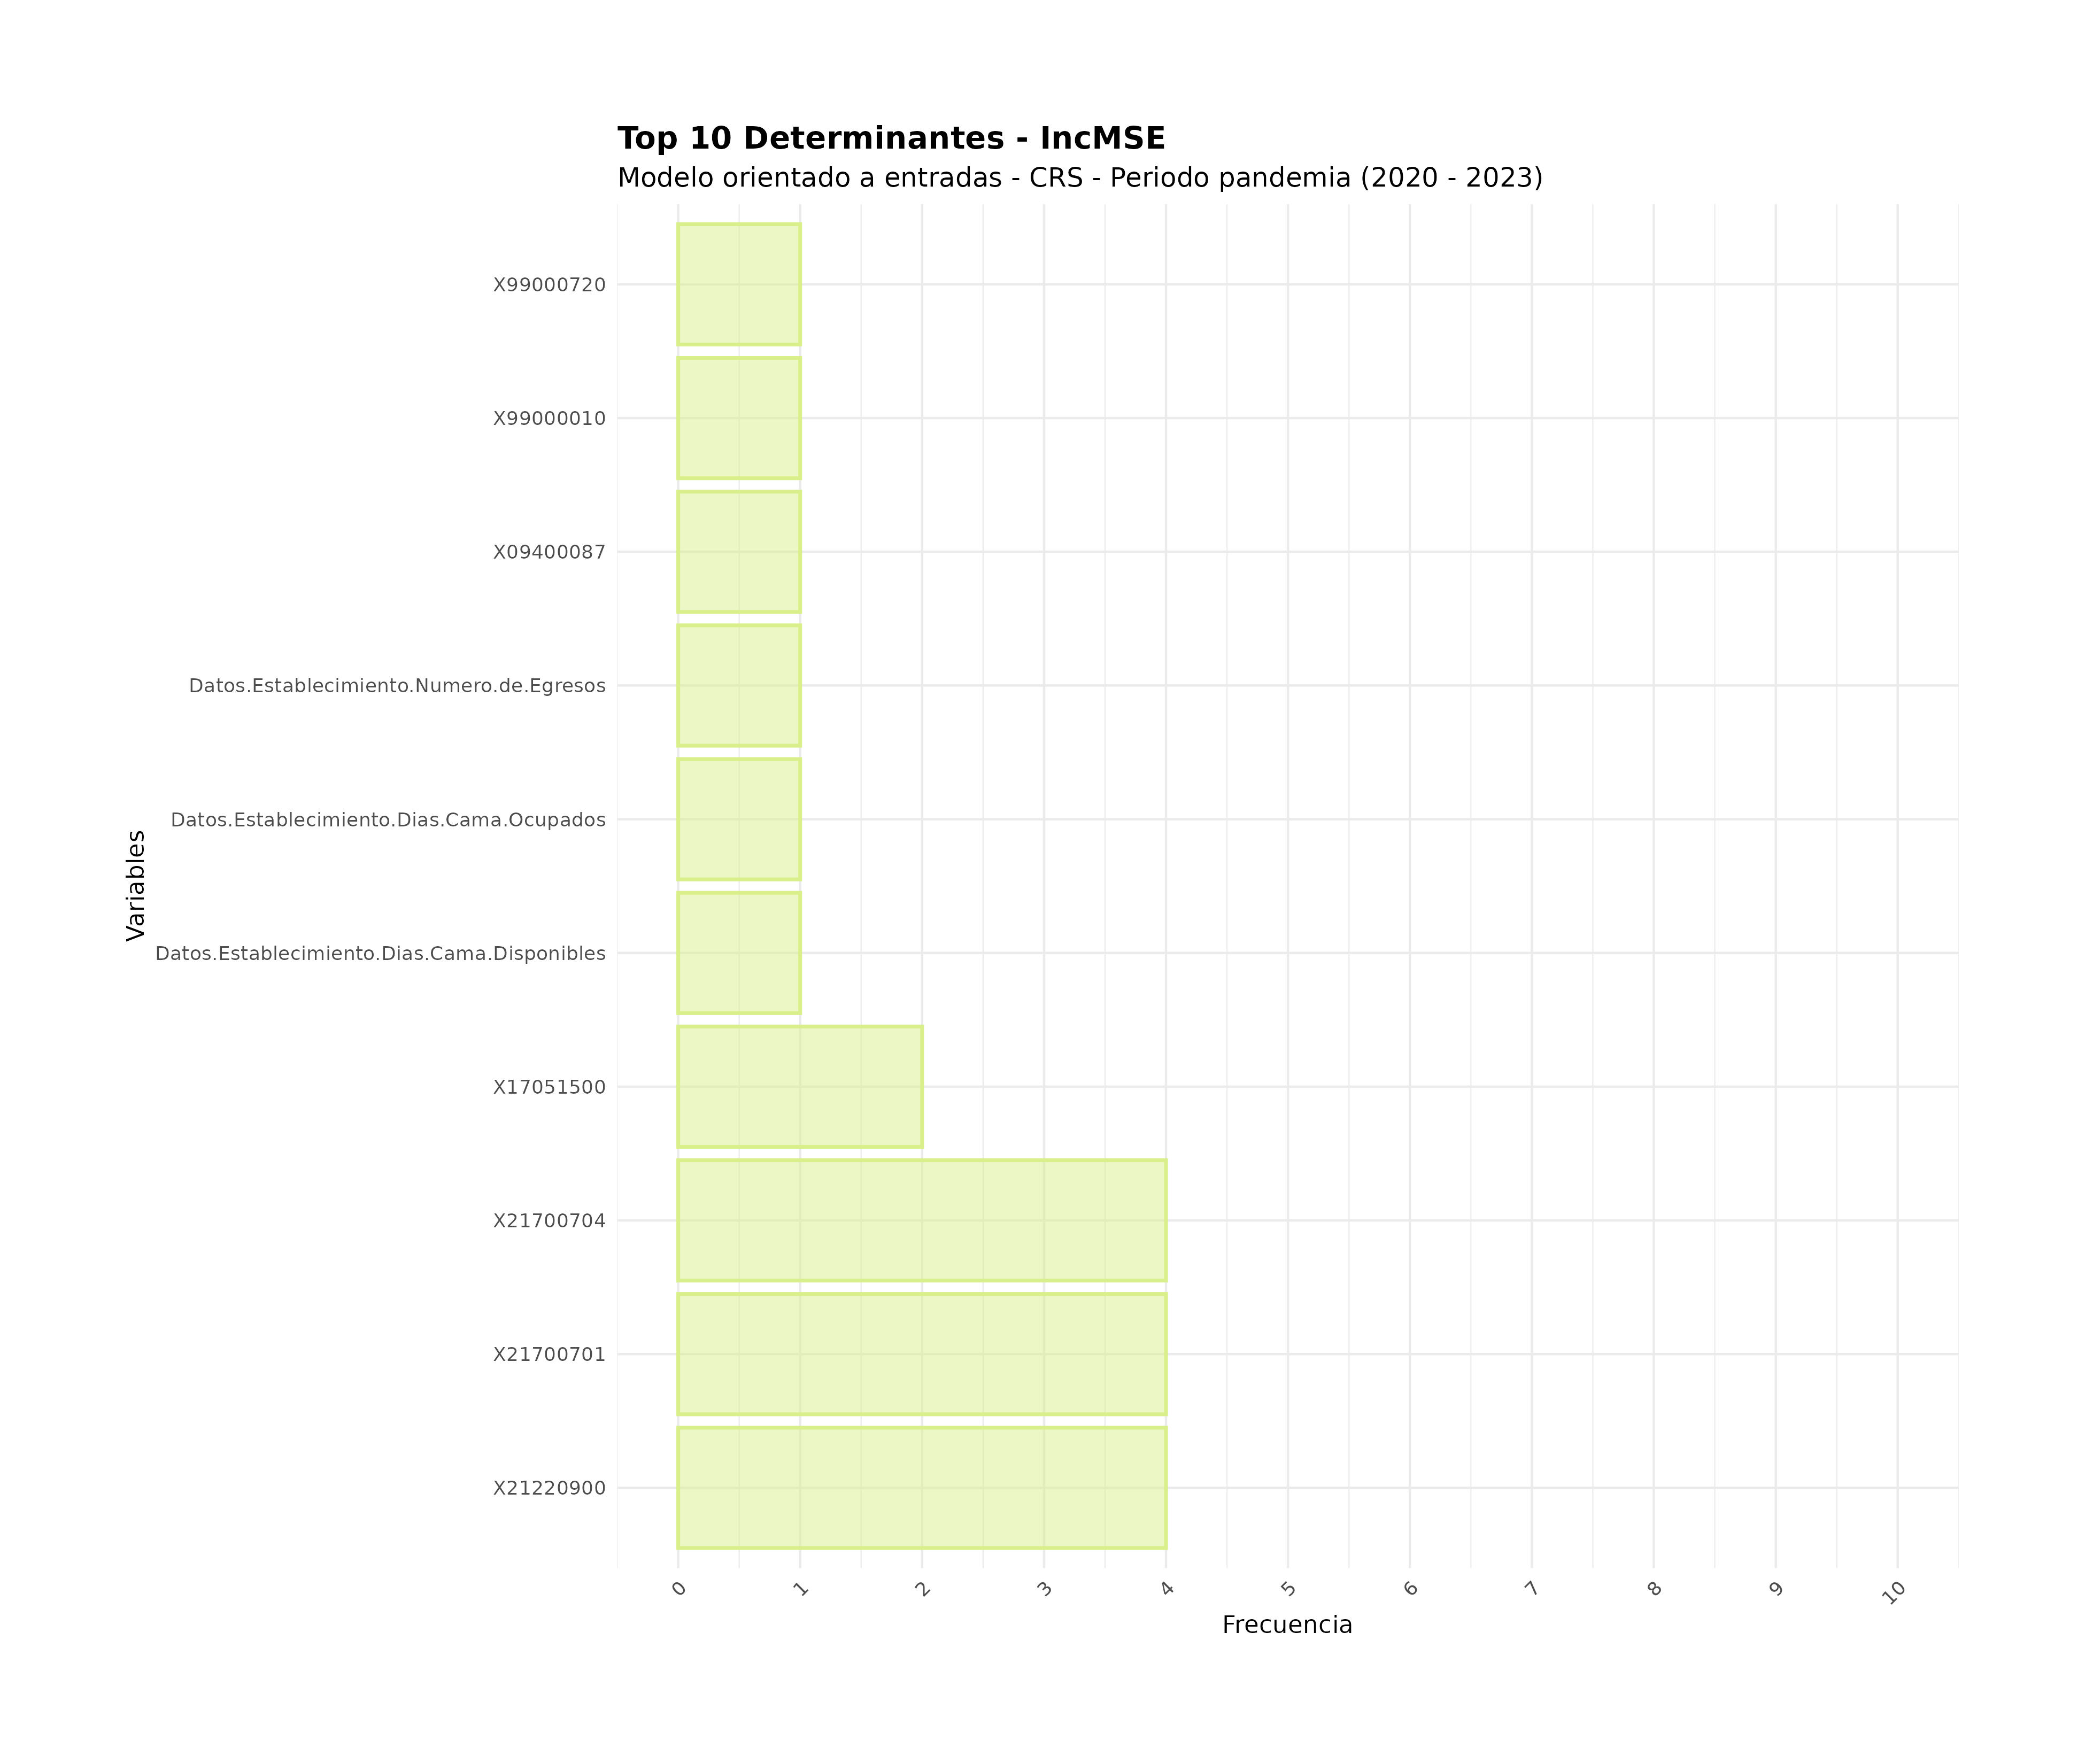 Top 10 Determinantes - IncMSE
Modelo orientado a entradas - CRS - Periodo pandemia (2020 - 2023)
Variables
X99000720
X99000010
X09400087
Datos.Establecimiento.Numero.de.Egresos
Datos.Establecimiento.Dias.Cama.Ocupados
Datos.Establecimiento.Dias.Cama.Disponibles
X17051500
X21700704
X21700701
X21220900
0 1 2 3 4 5 6 7 8 9 10
Frecuencia